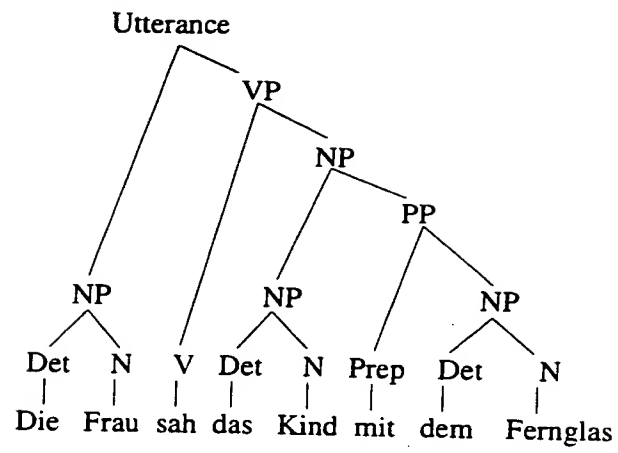 Utterance
VP
NP
PP
NP NP NP
Det N V Det N Prep Det N
Die Frau sah das Kind mit dem Fernglas